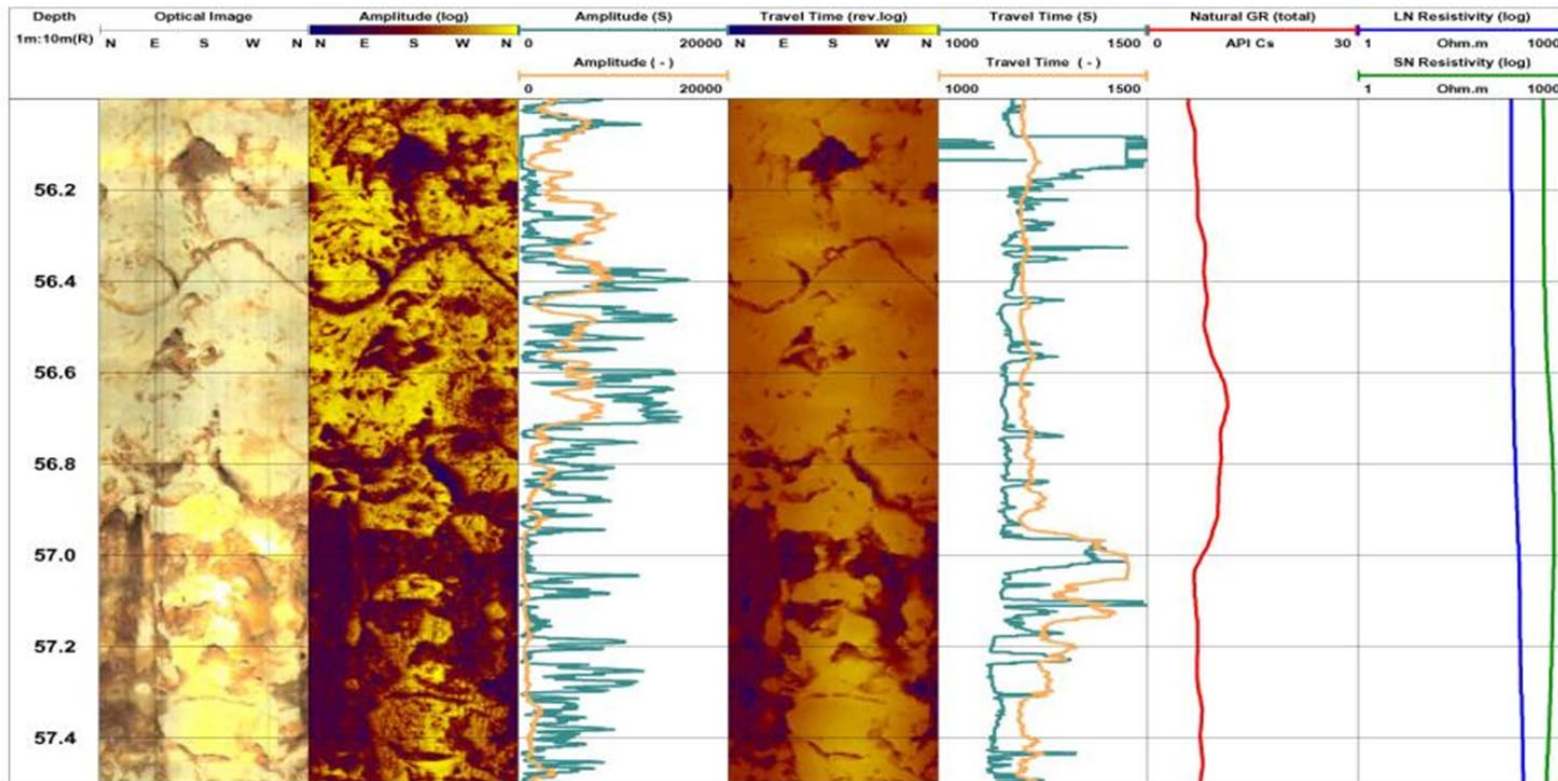 Depth Optical Image Amplitude (log) Amplitude (S) Travel Time (rev.log) Travel Time (S) Natural GR (total) LN Resistivity (log)
1m:10m(R) N E S W N N E S W N 0 20000 N E S W N 1000 1500 0 API Cs 30 1 Ohm.m 1000
Amplitude ( - ) Travel Time ( - ) SN Resistivity (log)
0 20000 1000 1500 1 Ohm.m 1000
56.2
56.4
56.6
56.8
57.0
57.2
57.4